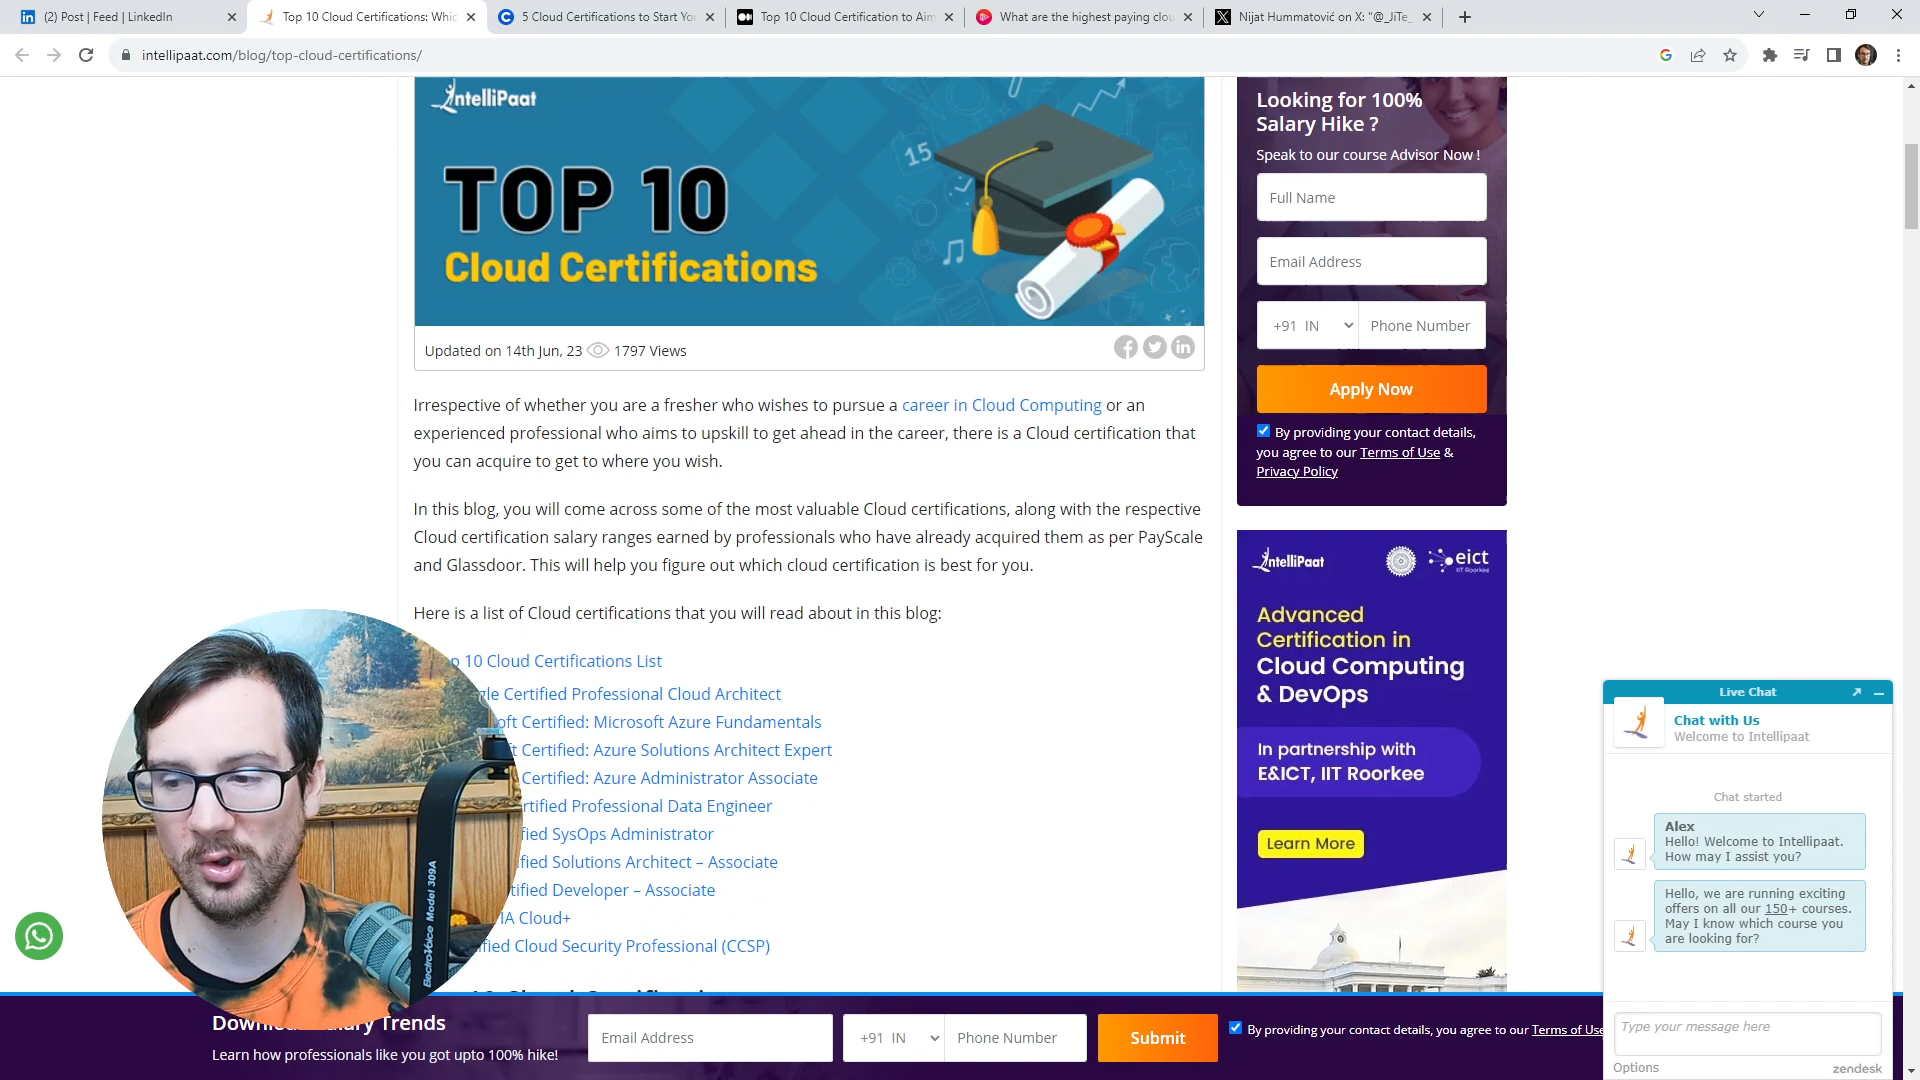 (2) Post | Feed | LinkedIn
Top 10 Cloud Certifications: Whic
5 Cloud Certifications to Start Yo
Top 10 Cloud Certification to Aim
What are the highest paying clou
Nijat Hummatović on X: "@_JiTe_
intellipaat.com/blog/top-cloud-certifications/
IntelliPaat
15
TOP 10
Cloud Certifications
Updated on 14th Jun, 23
1797 Views
Irrespective of whether you are a fresher who wishes to pursue a career in Cloud Computing or an
experienced professional who aims to upskill to get ahead in the career, there is a Cloud certification that
you can acquire to get to where you wish.
In this blog, you will come across some of the most valuable Cloud certifications, along with the respective
Cloud certification salary ranges earned by professionals who have already acquired them as per PayScale
and Glassdoor. This will help you figure out which cloud certification is best for you.
Here is a list of Cloud certifications that you will read about in this blog:
p 10 Cloud Certifications List
gle Certified Professional Cloud Architect
oft Certified: Microsoft Azure Fundamentals
t Certified: Azure Solutions Architect Expert
Certified: Azure Administrator Associate
rtified Professional Data Engineer
fied SysOps Administrator
fied Solutions Architect – Associate
tified Developer – Associate
IA Cloud+
ified Cloud Security Professional (CCSP)
Looking for 100%
Salary Hike ?
Speak to our course Advisor Now !
Full Name
Email Address
+91 IN
Phone Number
Apply Now
By providing your contact details,
you agree to our Terms of Use &
Privacy Policy
IntelliPaat
eict
IIT Roorkee
Advanced
Certification in
Cloud Computing
& DevOps
In partnership with
E&ICT, IIT Roorkee
Learn More
Live Chat
Chat with Us
Welcome to Intellipaat
Chat started
Alex
Hello! Welcome to Intellipaat.
How may I assist you?
Hello, we are running exciting
offers on all our 150+ courses.
May I know which course you
are looking for?
Type your message here
Options
zendesk
ElectroVoice Model 309A
Trends
Learn how professionals like you got upto 100% hike!
Email Address
+91 IN
Phone Number
Submit
By providing your contact details, you agree to our Terms of Use